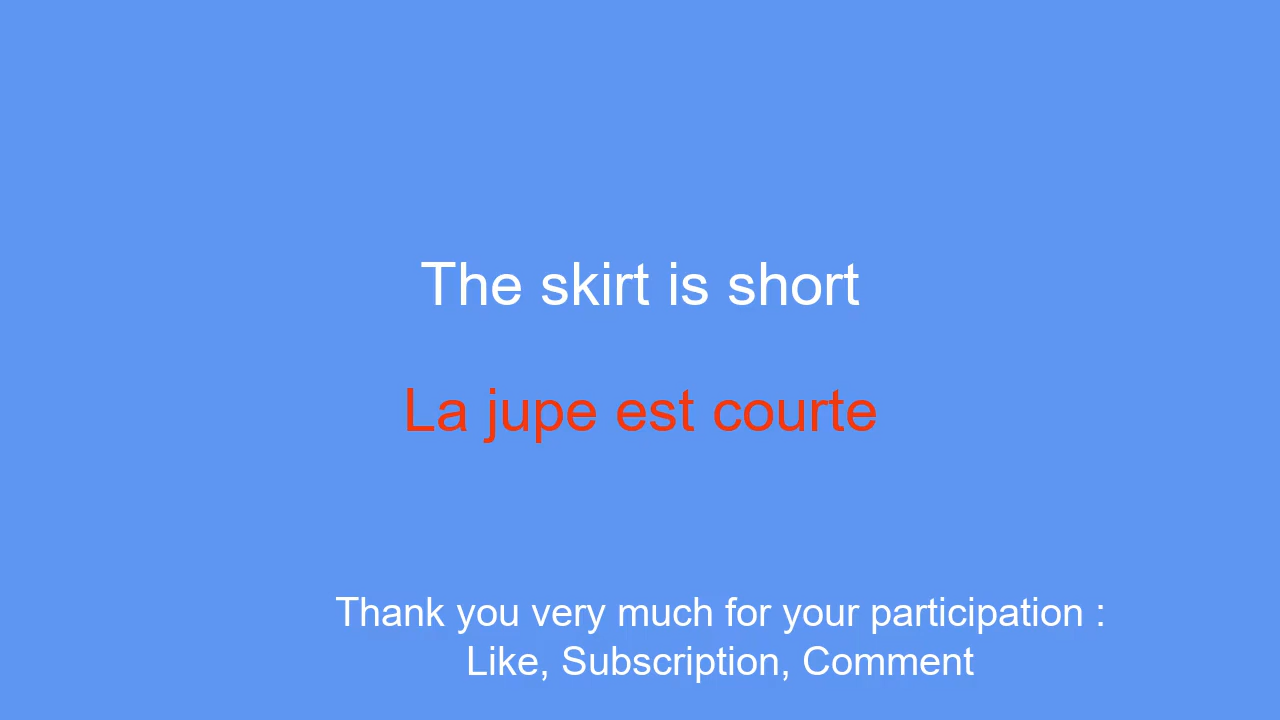 The skirt is short
La jupe est courte
Thank you very much for your participation :
Like, Subscription, Comment